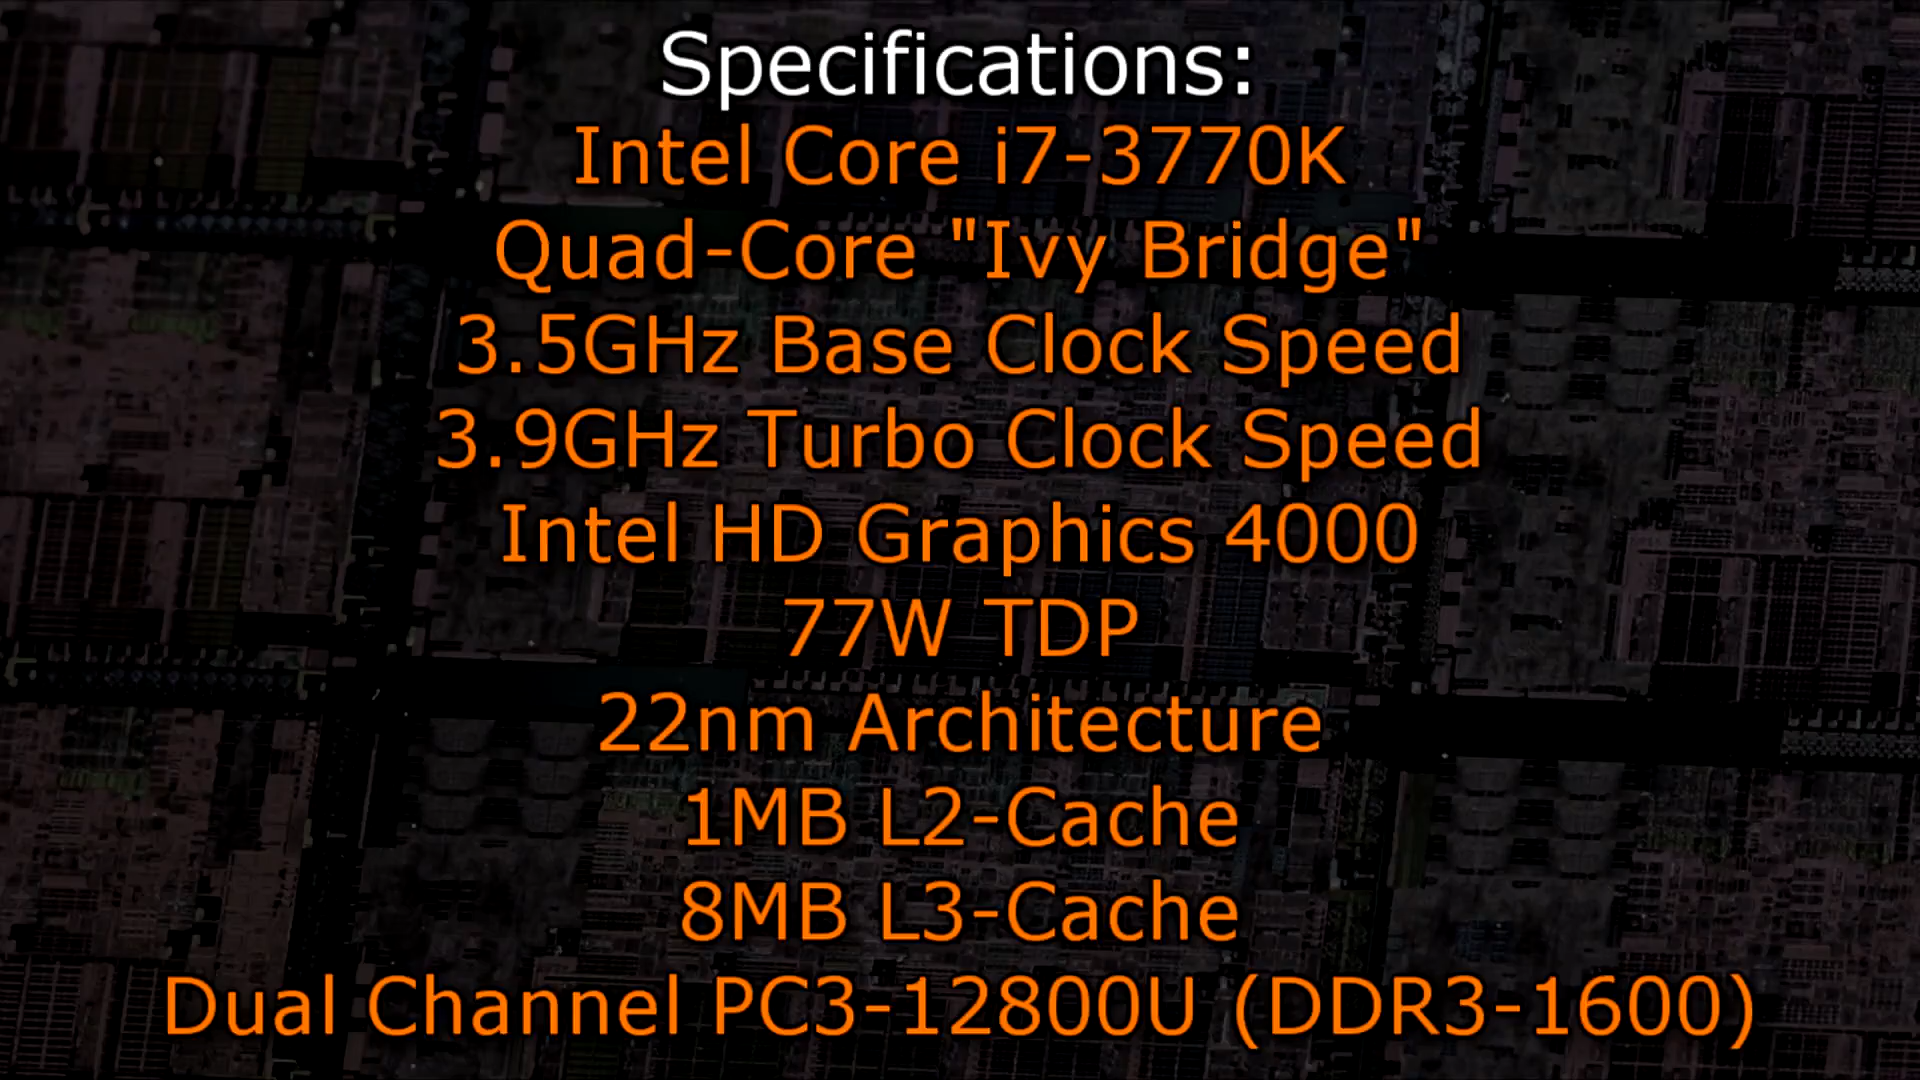 Specifications:
Intel Core i7-3770K
Quad-Core "Ivy Bridge"
3.5GHz Base Clock Speed
3.9GHz Turbo Clock Speed
Intel HD Graphics 4000
77W TDP
22nm Architecture
1MB L2-Cache
8MB L3-Cache
Dual Channel PC3-12800U (DDR3-1600)